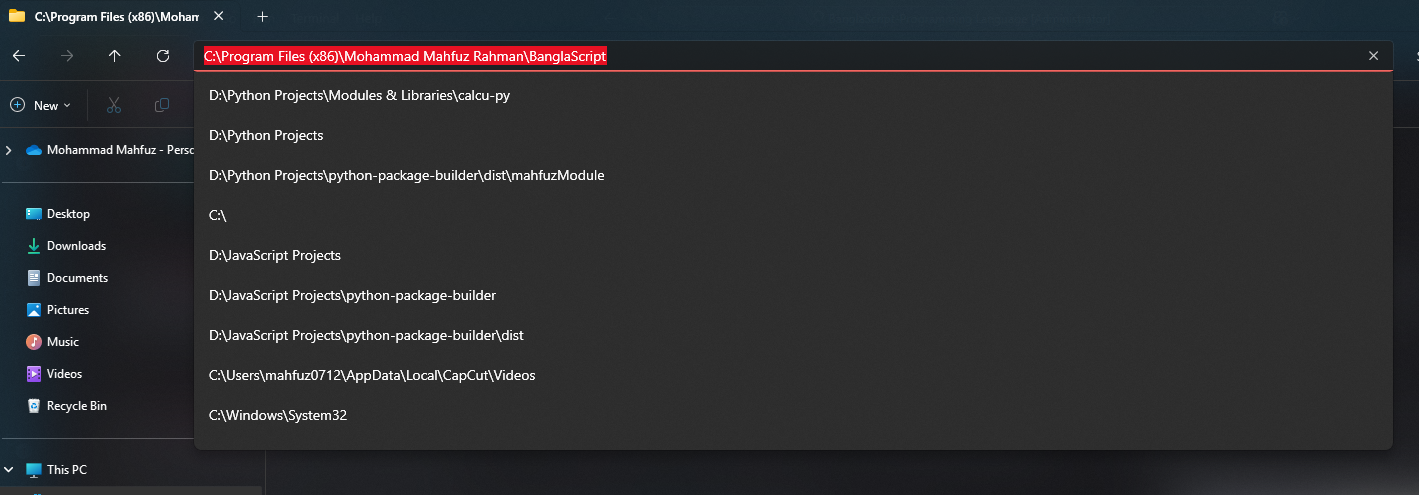 C:\Program Files (x86)\Moham
C:\Program Files (x86)\Mohammad Mahfuz Rahman\BanglaScript
New
D:\Python Projects\Modules & Libraries\calcu-py
D:\Python Projects
Mohammad Mahfuz - Perso
D:\Python Projects\python-package-builder\dist\mahfuzModule
Desktop
C:\
Downloads
D:\JavaScript Projects
Documents
D:\JavaScript Projects\python-package-builder
Pictures
D:\JavaScript Projects\python-package-builder\dist
Music
Videos
C:\Users\mahfuz0712\AppData\Local\CapCut\Videos
Recycle Bin
C:\Windows\System32
This PC